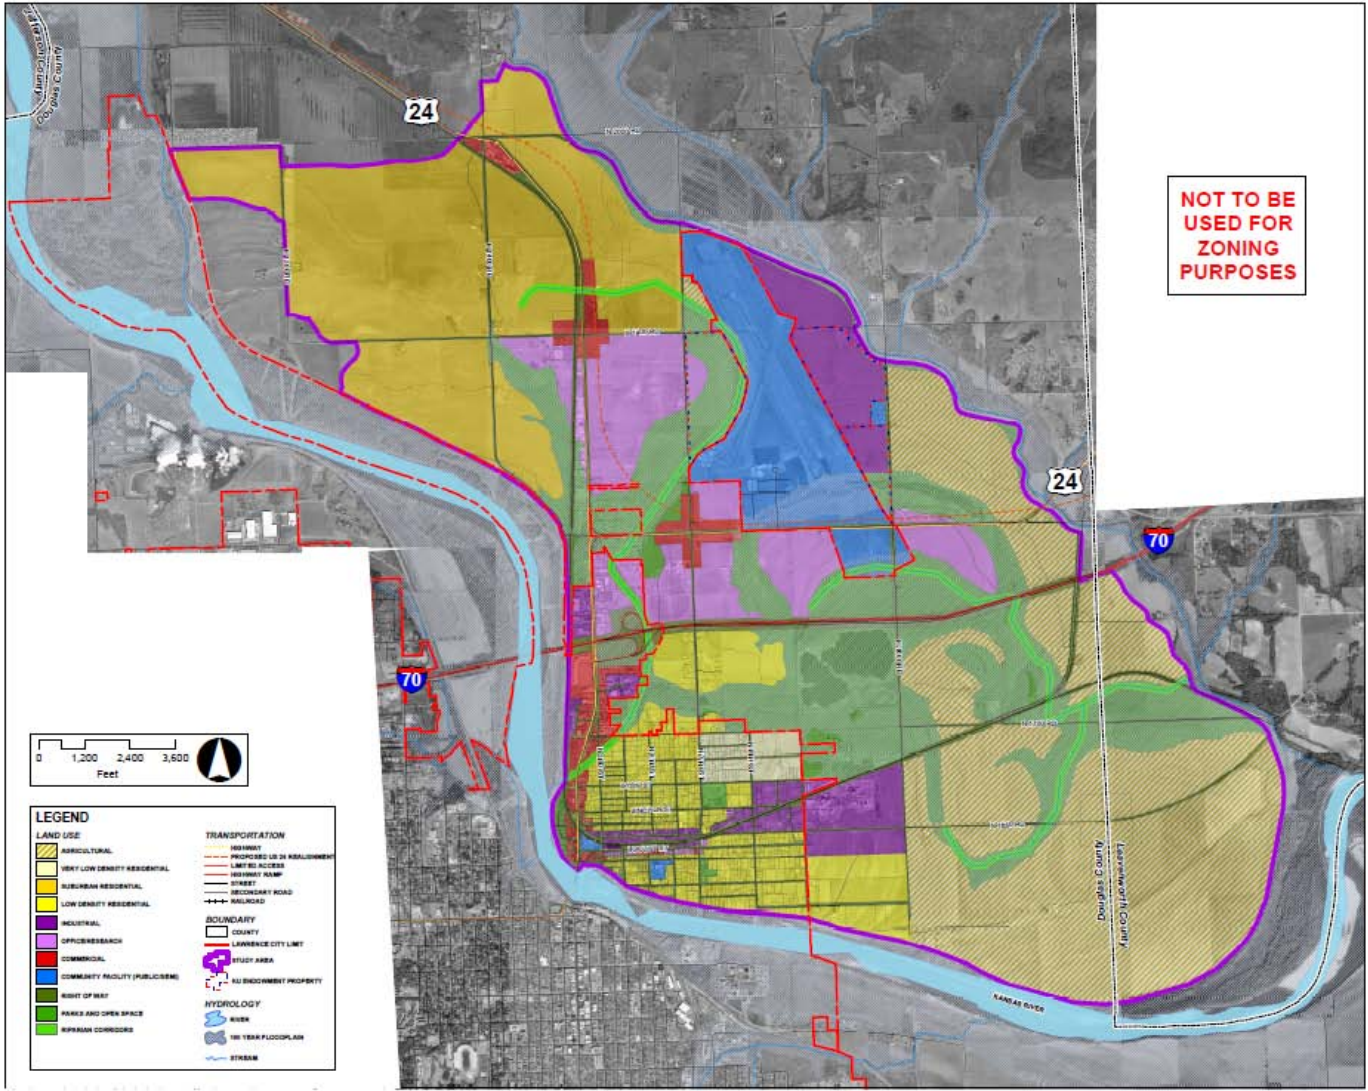 Jefferson County
Douglas County
24
NOT TO BE
USED FOR
ZONING
PURPOSES
24
70
70
0 1,200 2,400 3,600
Feet
LEGEND
LAND USE
AGRICULTURAL
VERY LOW DENSITY RESIDENTIAL
SUBURBAN RESIDENTIAL
LOW DENSITY RESIDENTIAL
INDUSTRIAL
OFFICE/RESEARCH
COMMERCIAL
COMMUNITY FACILITY (PUBLIC/SEMI)
RIGHT OF WAY
PARKS AND OPEN SPACE
RIPARIAN CORRIDORS
TRANSPORTATION
HIGHWAY
PROPOSED US 24 REALIGNMENT
LIMITED ACCESS
HIGHWAY RAMP
STREET
SECONDARY ROAD
RAILROAD
BOUNDARY
COUNTY
LAWRENCE CITY LIMIT
STUDY AREA
KU ENDOWMENT PROPERTY
HYDROLOGY
RIVER
100 YEAR FLOODPLAIN
STREAM
Douglas County
Leavenworth County
KANSAS RIVER